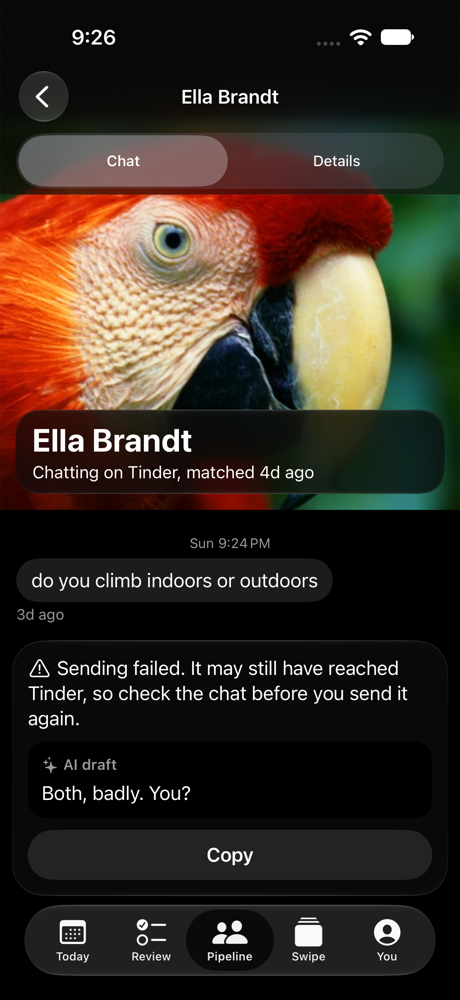 9:26
Ella Brandt
Chat
Details
Ella Brandt
Chatting on Tinder, matched 4d ago
Sun 9:24 PM
do you climb indoors or outdoors
3d ago
Sending failed. It may still have reached
Tinder, so check the chat before you send it
again.
AI draft
Both, badly. You?
Copy
Today
Review
Pipeline
Swipe
You